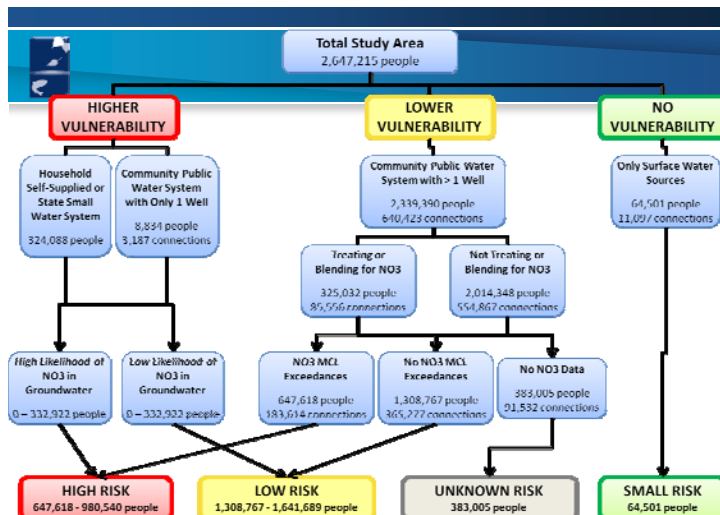 Total Study Area
2,647,215 people
HIGHER
VULNERABILITY
LOWER
VULNERABILITY
NO
VULNERABILITY
Household
Self-Supplied or
State Small
Water System
324,088 people
Community Public
Water System
with Only 1 Well
8,834 people
3,187 connections
Community Public Water
System with > 1 Well
2,339,390 people
640,423 connections
Only Surface Water
Sources
64,501 people
11,097 connections
Treating or
Blending for NO3
325,032 people
85,556 connections
Not Treating or
Blending for NO3
2,014,348 people
554,867 connections
High Likelihood of
NO3 in
Groundwater
0 – 332,922 people
Low Likelihood of
NO3 in
Groundwater
0 – 332,922 people
NO3 MCL
Exceedances
647,618 people
183,614 connections
No NO3 MCL
Exceedances
1,308,767 people
365,277 connections
No NO3 Data
383,005 people
91,532 connections
HIGH RISK
647,618 - 980,540 people
LOW RISK
1,308,767 - 1,641,689 people
UNKNOWN RISK
383,005 people
SMALL RISK
64,501 people